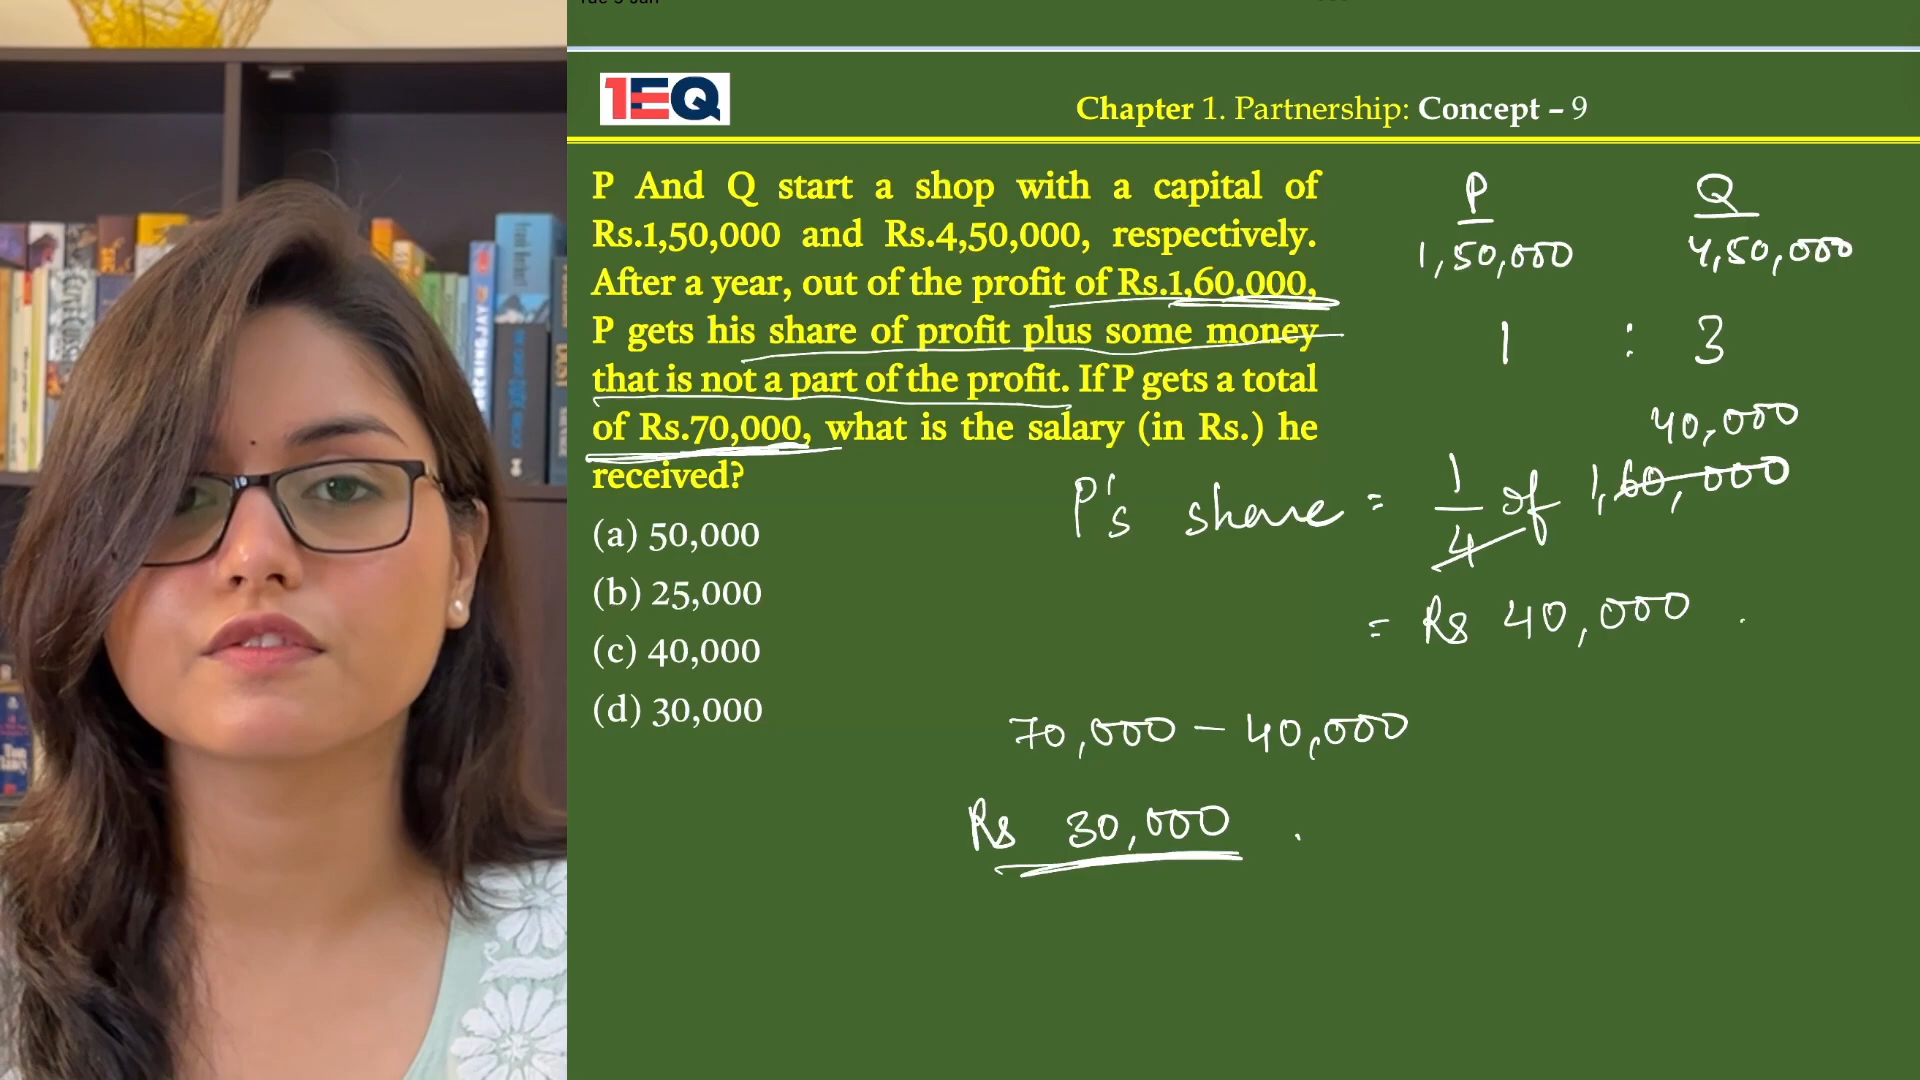 1EQ
Chapter 1. Partnership: Concept – 9
P And Q start a shop with a capital of
Rs.1,50,000 and Rs.4,50,000, respectively.
After a year, out of the profit of Rs.1,60,000,
P gets his share of profit plus some money
that is not a part of the profit. If P gets a total
of Rs.70,000, what is the salary (in Rs.) he
received?
(a) 50,000
(b) 25,000
(c) 40,000
(d) 30,000
P Q
1,50,000 4,50,000
1 : 3
40,000
P's share = 1/4 of 1,60,000
= Rs 40,000 .
70,000 – 40,000
Rs 30,000 .
MOCKINGJAY